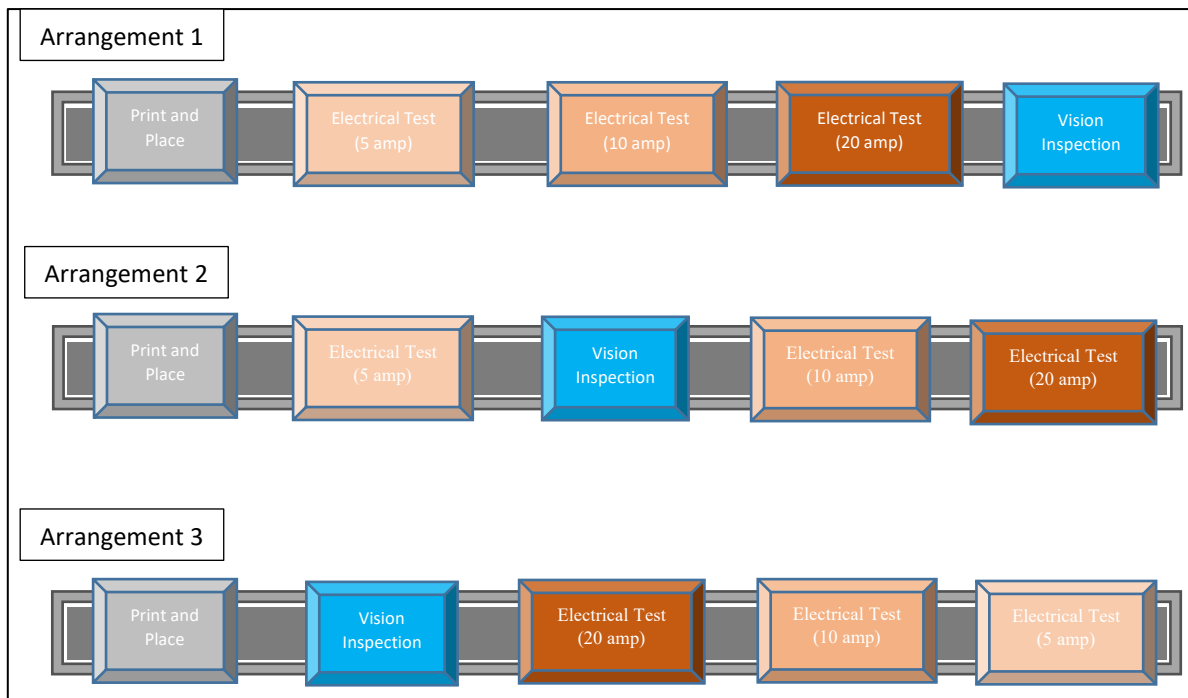 Arrangement 1
Print and
Place
Electrical Test
(5 amp)
Electrical Test
(10 amp)
Electrical Test
(20 amp)
Vision
Inspection
Arrangement 2
Print and
Place
Electrical Test
(5 amp)
Vision
Inspection
Electrical Test
(10 amp)
Electrical Test
(20 amp)
Arrangement 3
Print and
Place
Vision
Inspection
Electrical Test
(20 amp)
Electrical Test
(10 amp)
Electrical Test
(5 amp)